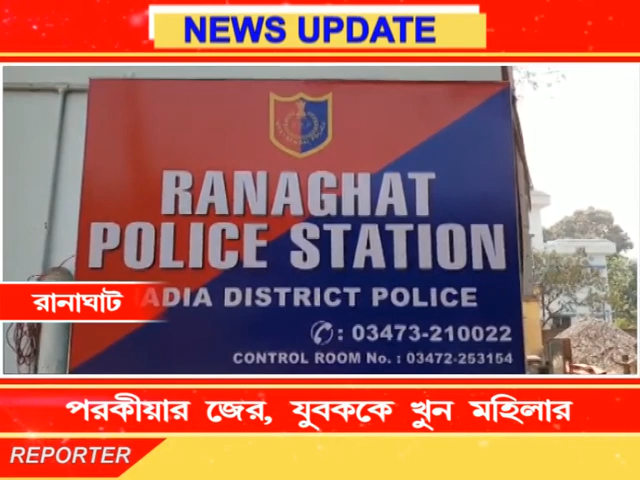 NEWS UPDATE
RANAGHAT
POLICE STATION
রানাঘাট
ADIA DISTRICT POLICE
✆: 03473-210022
CONTROL ROOM No. : 03472-253154
পরকীয়ার জের, যুবককে খুন মহিলার
REPORTER